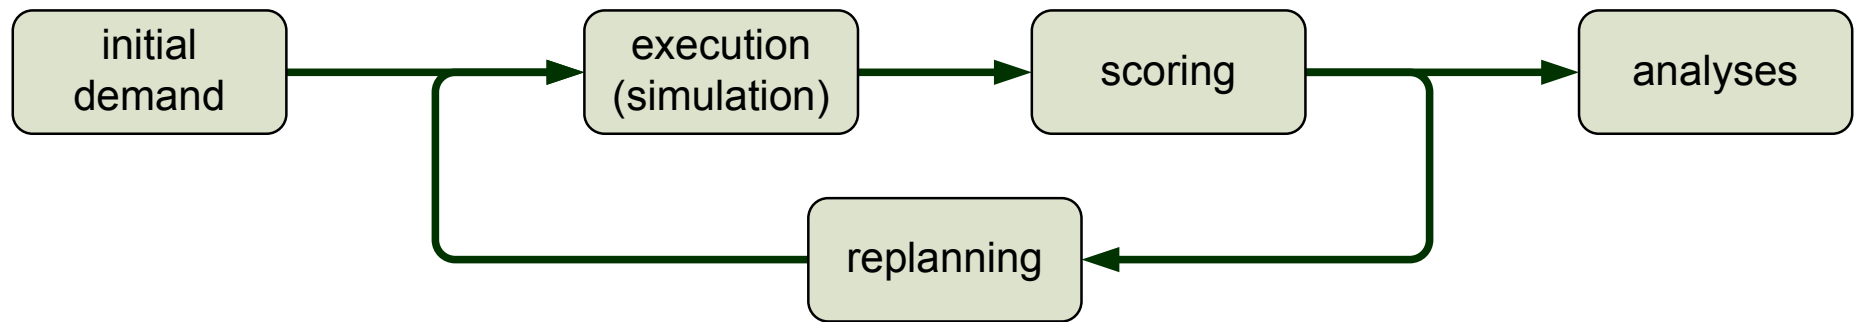 initial
demand
execution
(simulation)
scoring
analyses
replanning